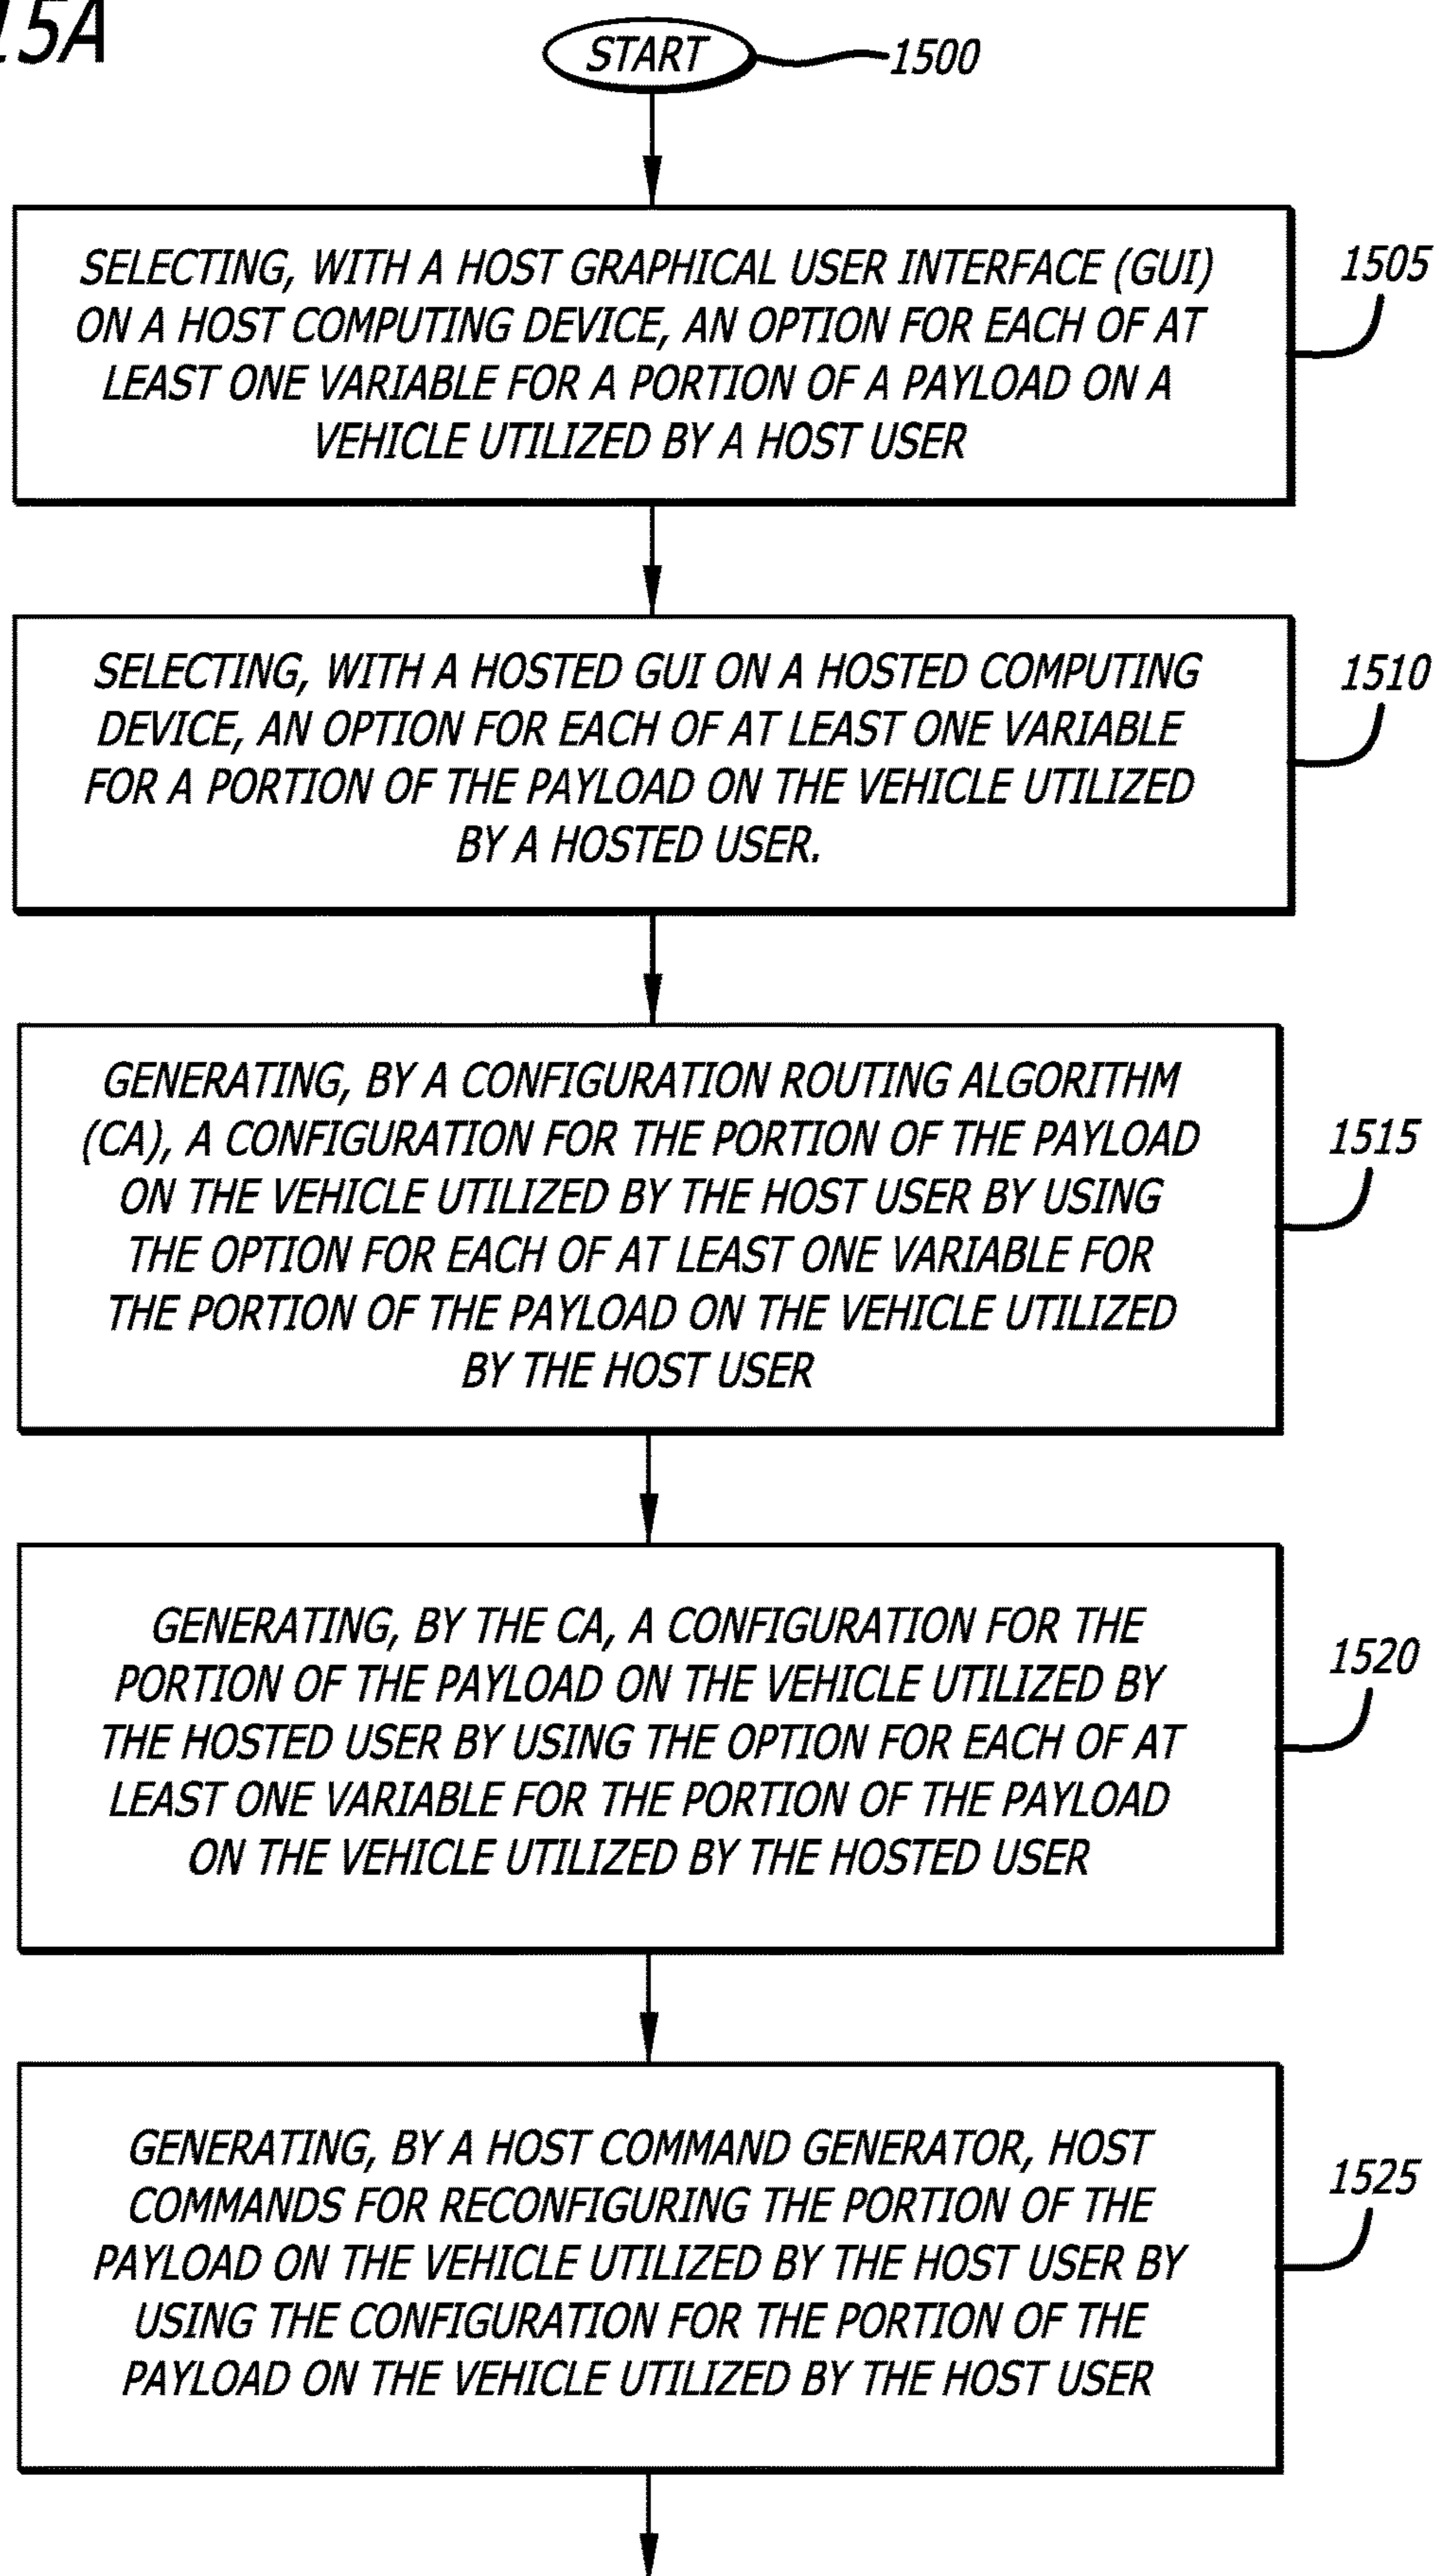 15A
START
1500
SELECTING, WITH A HOST GRAPHICAL USER INTERFACE (GUI)
ON A HOST COMPUTING DEVICE, AN OPTION FOR EACH OF AT
LEAST ONE VARIABLE FOR A PORTION OF A PAYLOAD ON A
VEHICLE UTILIZED BY A HOST USER
1505
SELECTING, WITH A HOSTED GUI ON A HOSTED COMPUTING
DEVICE, AN OPTION FOR EACH OF AT LEAST ONE VARIABLE
FOR A PORTION OF THE PAYLOAD ON THE VEHICLE UTILIZED
BY A HOSTED USER.
1510
GENERATING, BY A CONFIGURATION ROUTING ALGORITHM
(CA), A CONFIGURATION FOR THE PORTION OF THE PAYLOAD
ON THE VEHICLE UTILIZED BY THE HOST USER BY USING
THE OPTION FOR EACH OF AT LEAST ONE VARIABLE FOR
THE PORTION OF THE PAYLOAD ON THE VEHICLE UTILIZED
BY THE HOST USER
1515
GENERATING, BY THE CA, A CONFIGURATION FOR THE
PORTION OF THE PAYLOAD ON THE VEHICLE UTILIZED BY
THE HOSTED USER BY USING THE OPTION FOR EACH OF AT
LEAST ONE VARIABLE FOR THE PORTION OF THE PAYLOAD
ON THE VEHICLE UTILIZED BY THE HOSTED USER
1520
GENERATING, BY A HOST COMMAND GENERATOR, HOST
COMMANDS FOR RECONFIGURING THE PORTION OF THE
PAYLOAD ON THE VEHICLE UTILIZED BY THE HOST USER BY
USING THE CONFIGURATION FOR THE PORTION OF THE
PAYLOAD ON THE VEHICLE UTILIZED BY THE HOST USER
1525